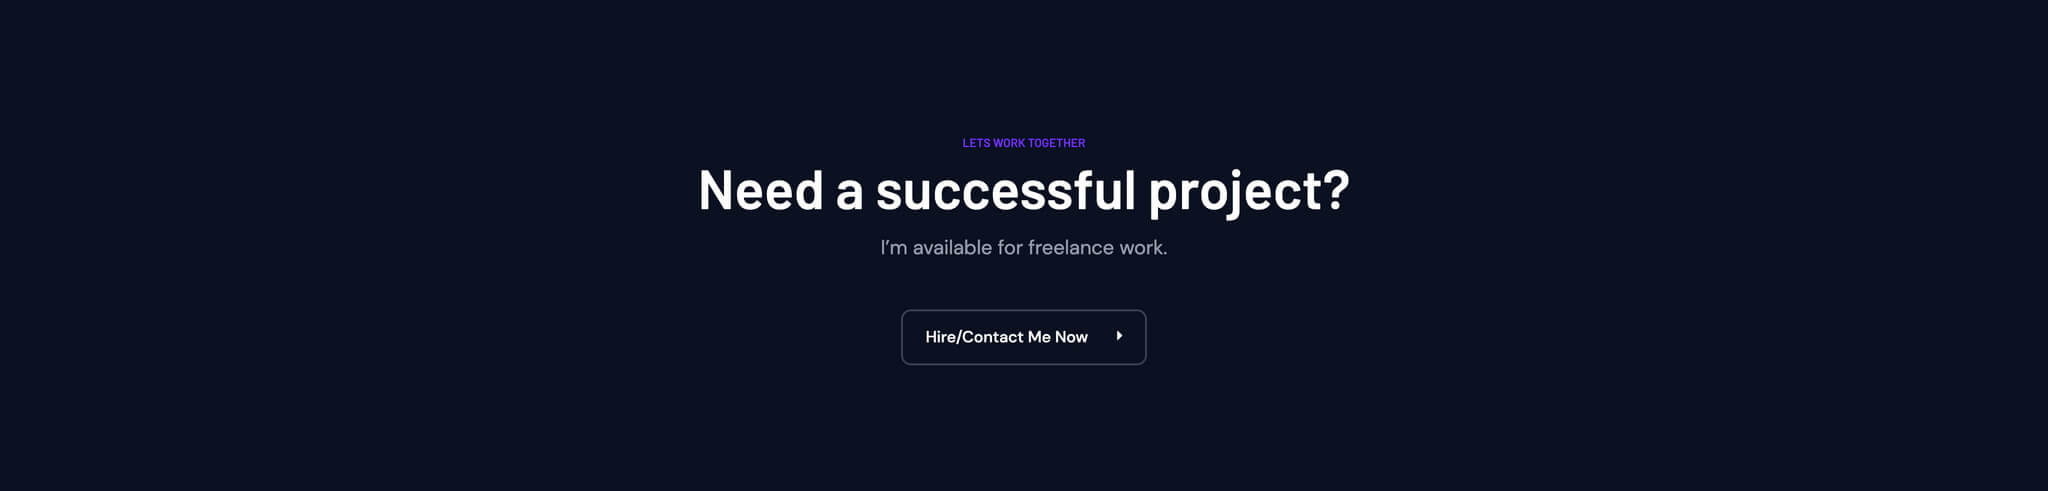 LETS WORK TOGETHER
Need a successful project?
I’m available for freelance work.
Hire/Contact Me Now